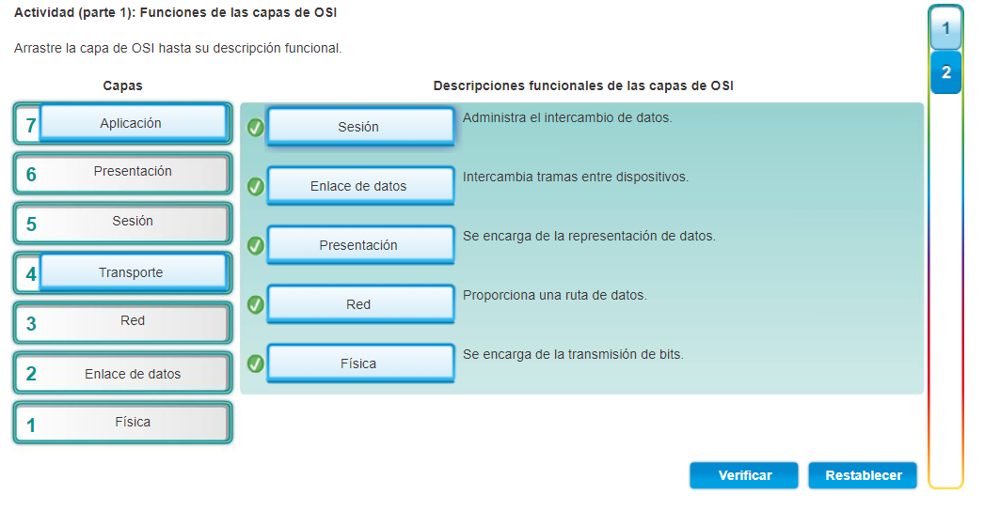 Actividad (parte 1): Funciones de las capas de OSI
Arrastre la capa de OSI hasta su descripción funcional.
Capas
Descripciones funcionales de las capas de OSI
7 Aplicación
6 Presentación
5 Sesión
4 Transporte
3 Red
2 Enlace de datos
1 Física
Sesión Administra el intercambio de datos.
Enlace de datos Intercambia tramas entre dispositivos.
Presentación Se encarga de la representación de datos.
Red Proporciona una ruta de datos.
Física Se encarga de la transmisión de bits.
Verificar Restablecer
1
2